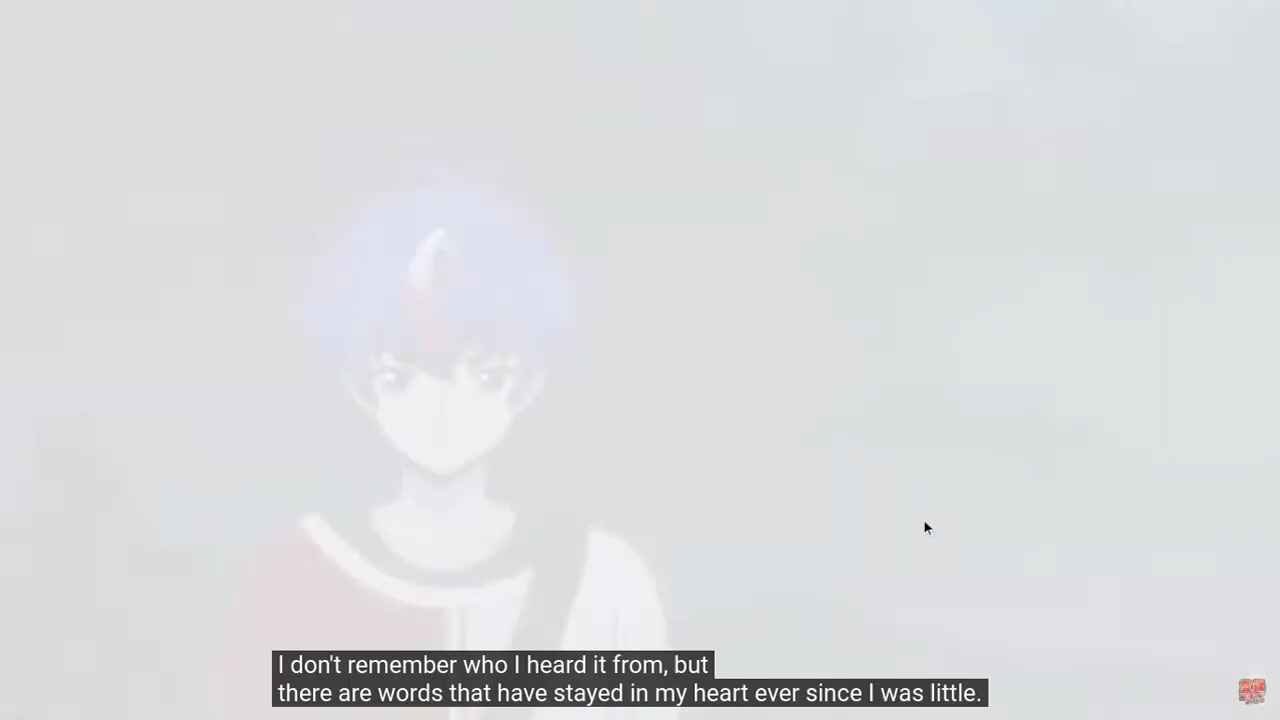 I don't remember who I heard it from, but
there are words that have stayed in my heart ever since I was little.